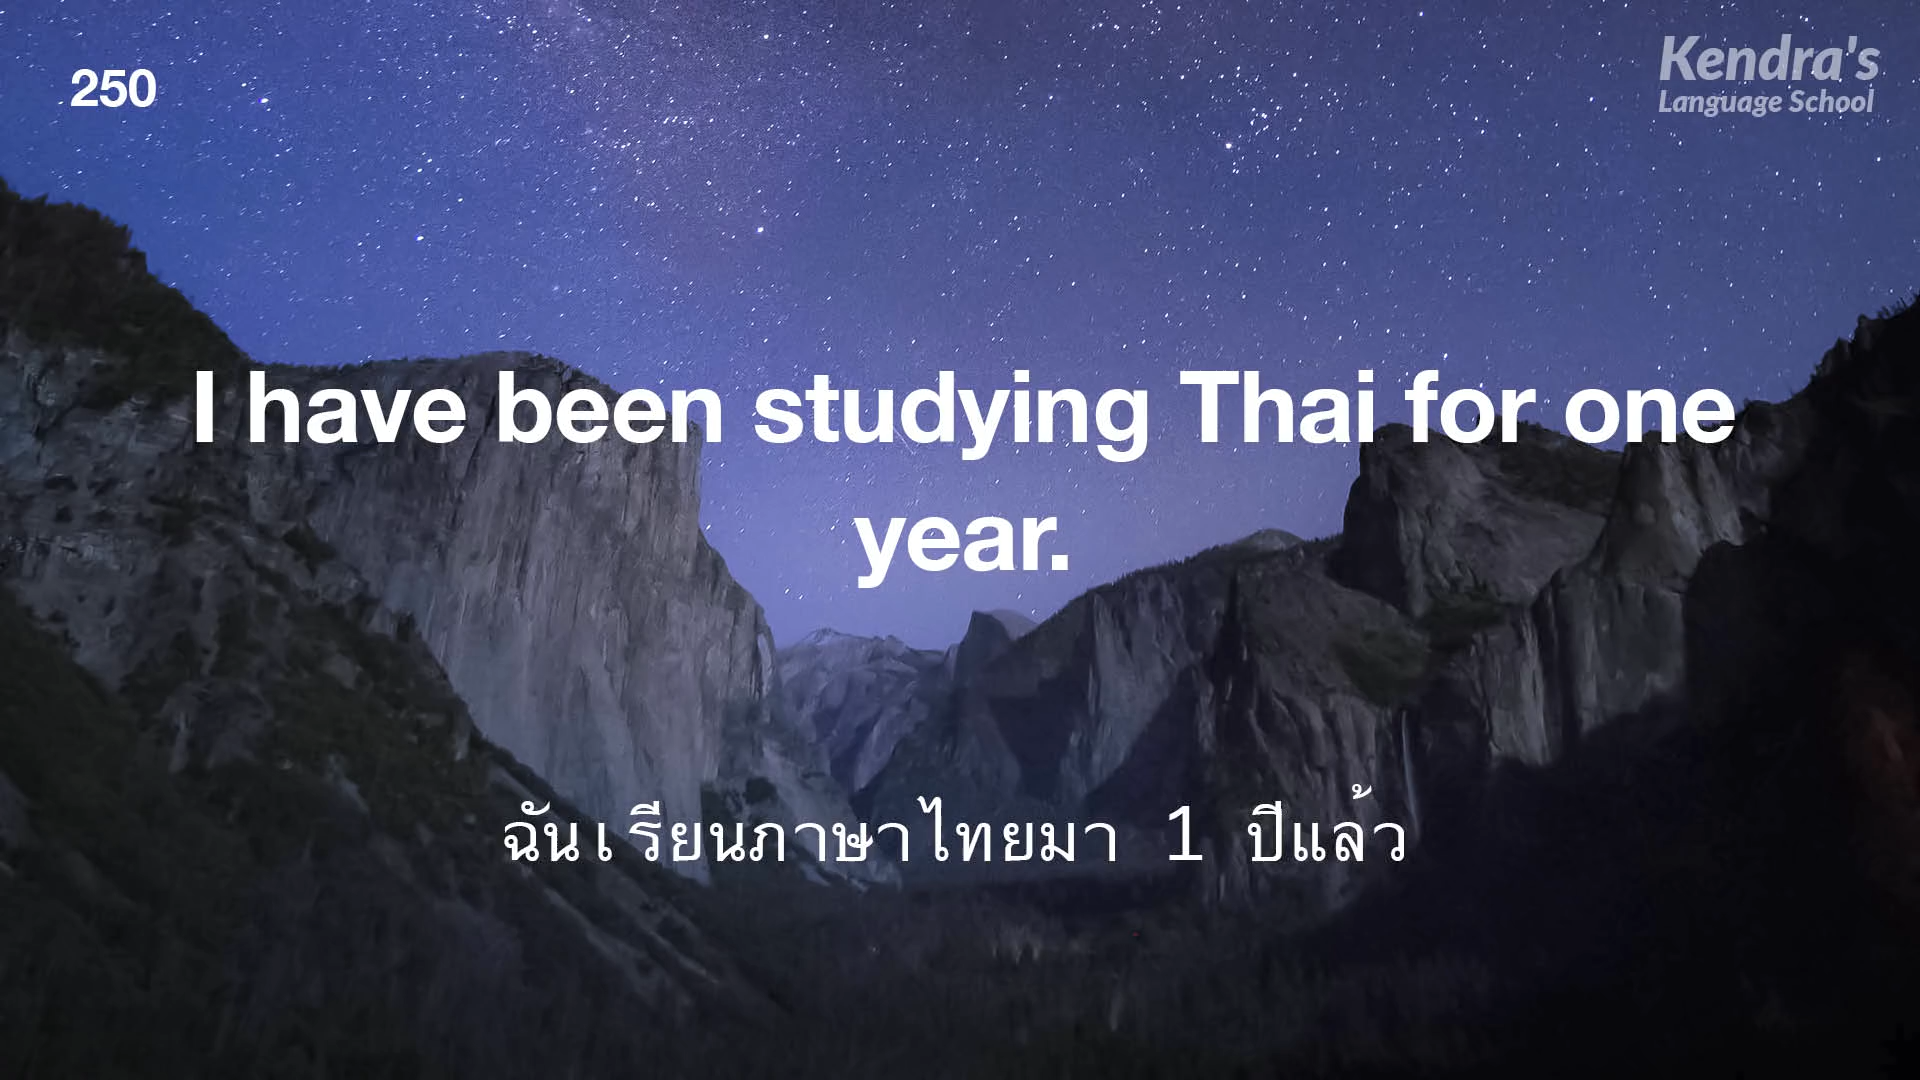 250
Kendra's
Language School
I have been studying Thai for one
year.
ฉันเรียนภาษาไทยมา 1 ปีแล้ว